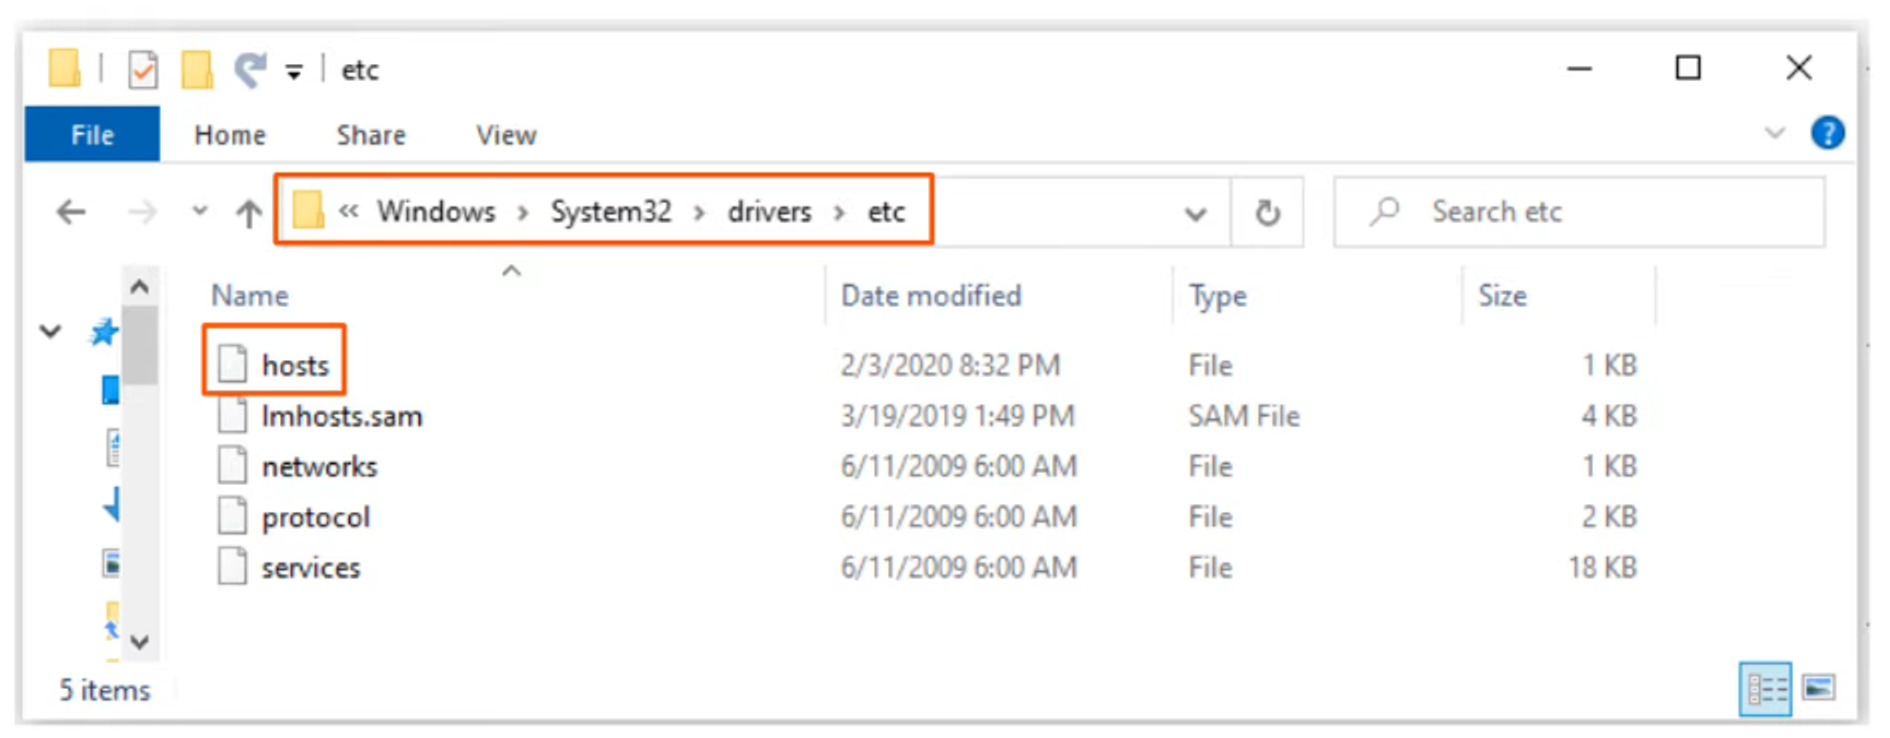 etc
File Home Share View ?
« Windows > System32 > drivers > etc Search etc
Name Date modified Type Size
hosts 2/3/2020 8:32 PM File 1 KB
lmhosts.sam 3/19/2019 1:49 PM SAM File 4 KB
networks 6/11/2009 6:00 AM File 1 KB
protocol 6/11/2009 6:00 AM File 2 KB
services 6/11/2009 6:00 AM File 18 KB
5 items